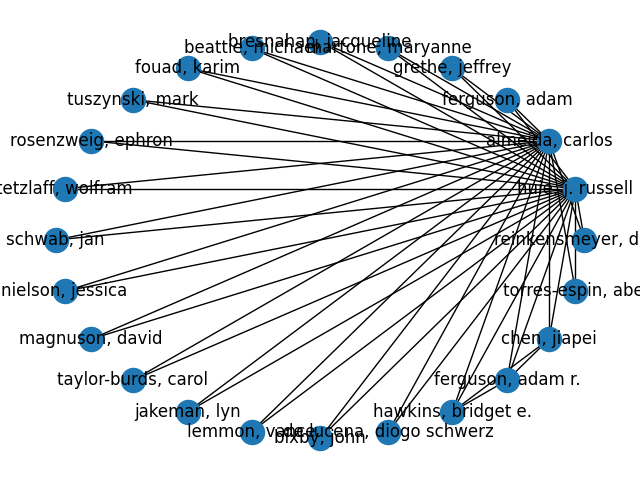 bresnahan, jacqueline
beattie, michael
martone, maryanne
fouad, karim
grethe, jeffrey
tuszynski, mark
ferguson, adam
rosenzweig, ephron
almeida, carlos
tetzlaff, wolfram
j. russell
schwab, jan
reinkensmeyer, d
nielson, jessica
torres-espin, abe
magnuson, david
chen, jiapei
taylor-burds, carol
ferguson, adam r.
jakeman, lyn
hawkins, bridget e.
lemmon, vance
de lucena, diogo schwerz
bixby, john